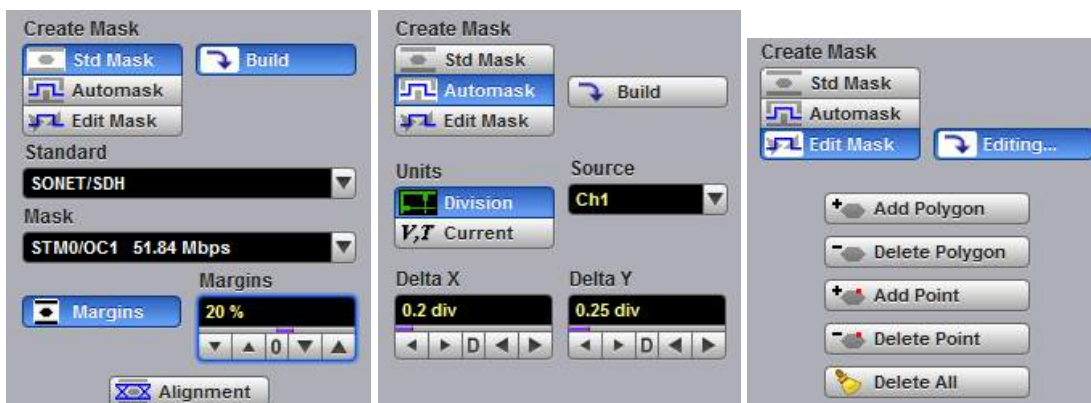 Create Mask
Std Mask
Build
Automask
Edit Mask
Standard
SONET/SDH
Mask
STM0/OC1 51.84 Mbps
Margins
Margins
20 %
0
Alignment
Create Mask
Std Mask
Automask
Build
Edit Mask
Units
Source
Division
Ch1
V,T Current
Delta X
Delta Y
0.2 div
0.25 div
D
D
Create Mask
Std Mask
Automask
Edit Mask
Editing...
Add Polygon
Delete Polygon
Add Point
Delete Point
Delete All